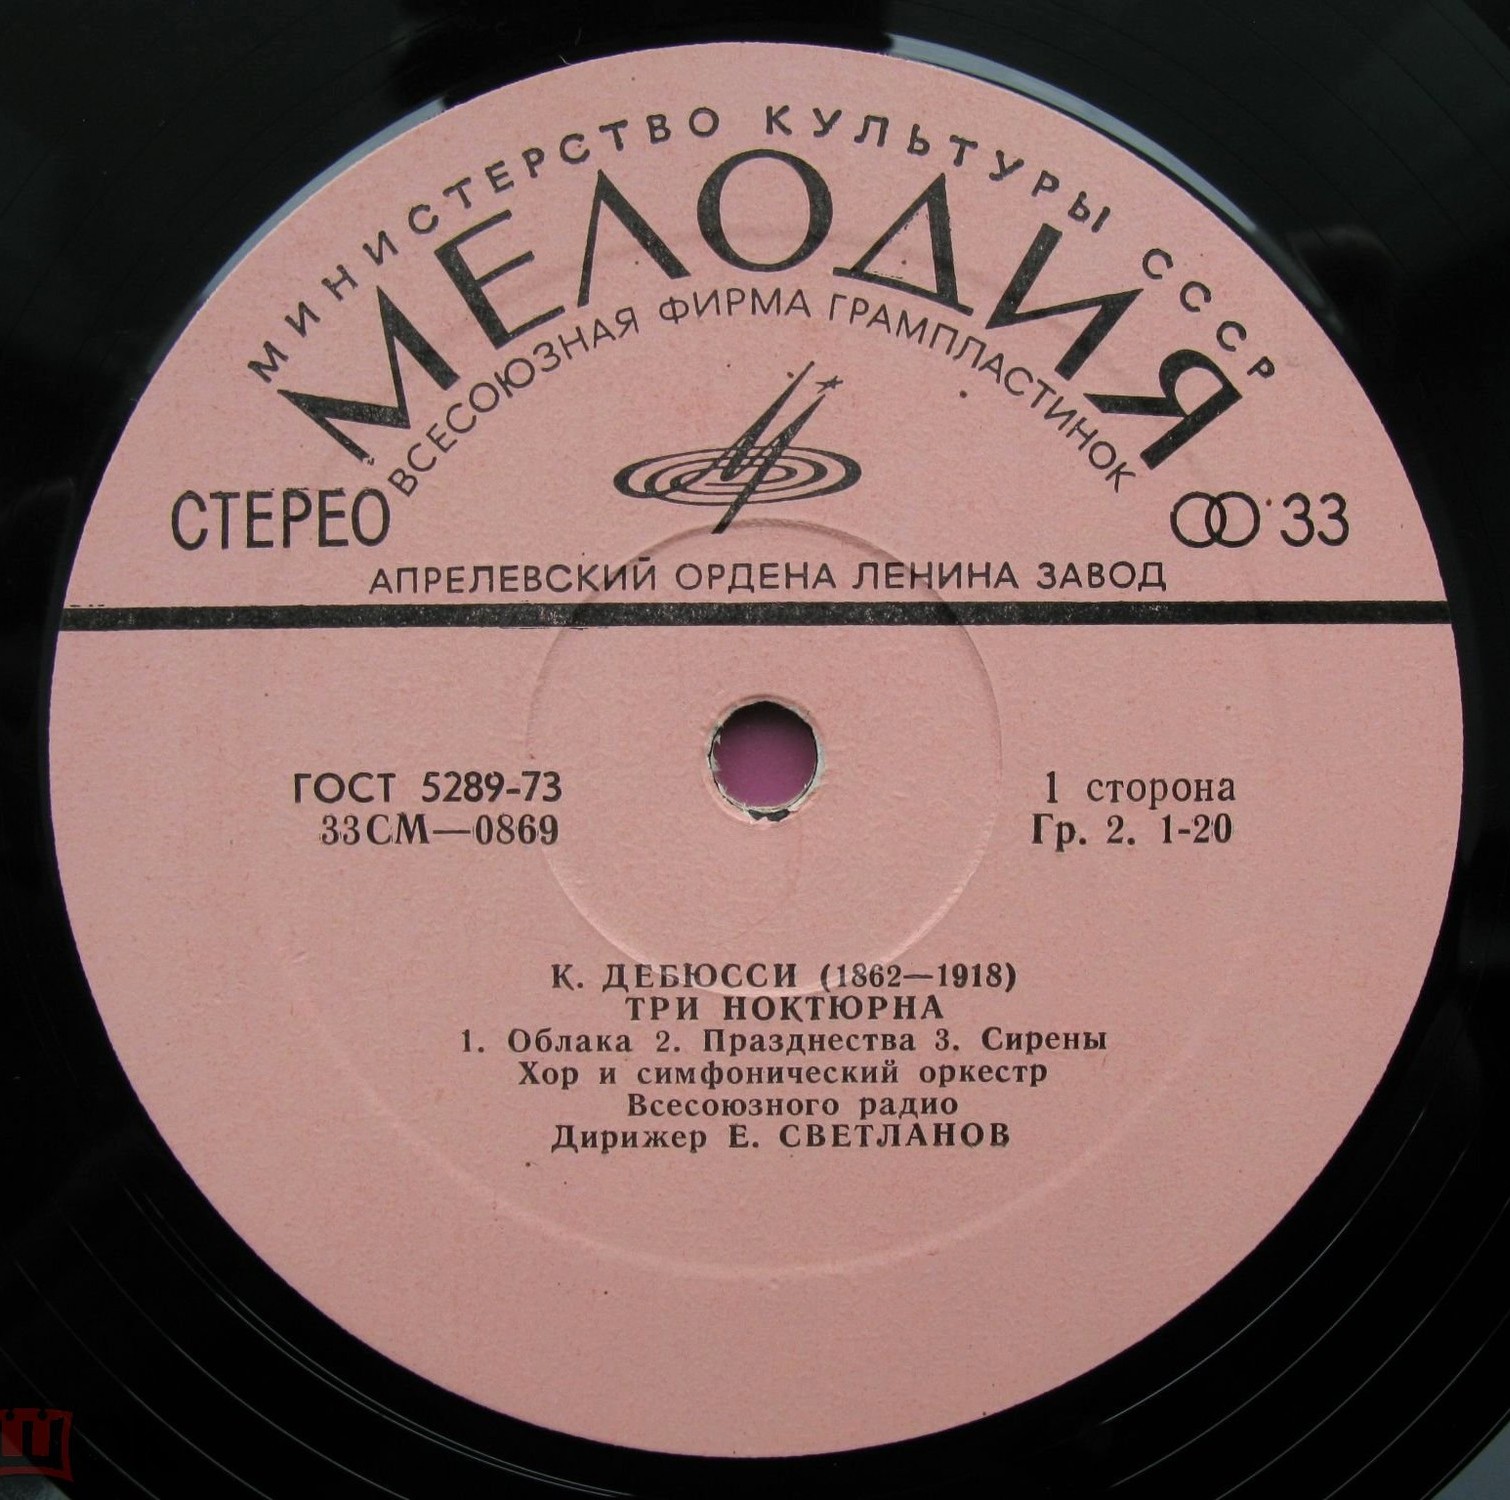 МИНИСТЕРСТВО КУЛЬТУРЫ СССР
МЕЛОДИЯ
ВСЕСОЮЗНАЯ ФИРМА ГРАМПЛАСТИНОК
СТЕРЕО
33
АПРЕЛЕВСКИЙ ОРДЕНА ЛЕНИНА ЗАВОД
ГОСТ 5289-73
33СМ—0869
1 сторона
Гр. 2. 1-20
К. ДЕБЮССИ (1862—1918)
ТРИ НОКТЮРНА
1. Облака 2. Празднества 3. Сирены
Хор и симфонический оркестр
Всесоюзного радио
Дирижер Е. СВЕТЛАНОВ